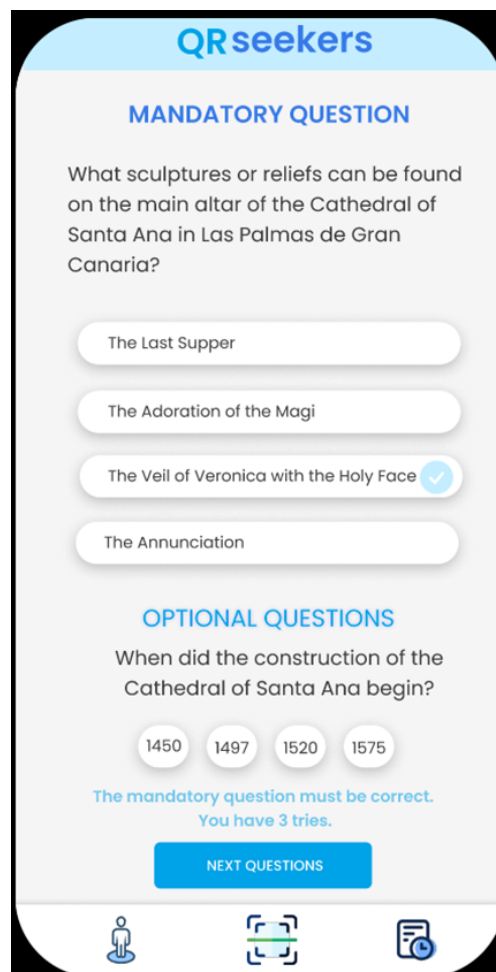 QR seekers
MANDATORY QUESTION
What sculptures or reliefs can be found
on the main altar of the Cathedral of
Santa Ana in Las Palmas de Gran
Canaria?
The Last Supper
The Adoration of the Magi
The Veil of Veronica with the Holy Face
The Annunciation
OPTIONAL QUESTIONS
When did the construction of the
Cathedral of Santa Ana begin?
1450 1497 1520 1575
The mandatory question must be correct.
You have 3 tries.
NEXT QUESTIONS